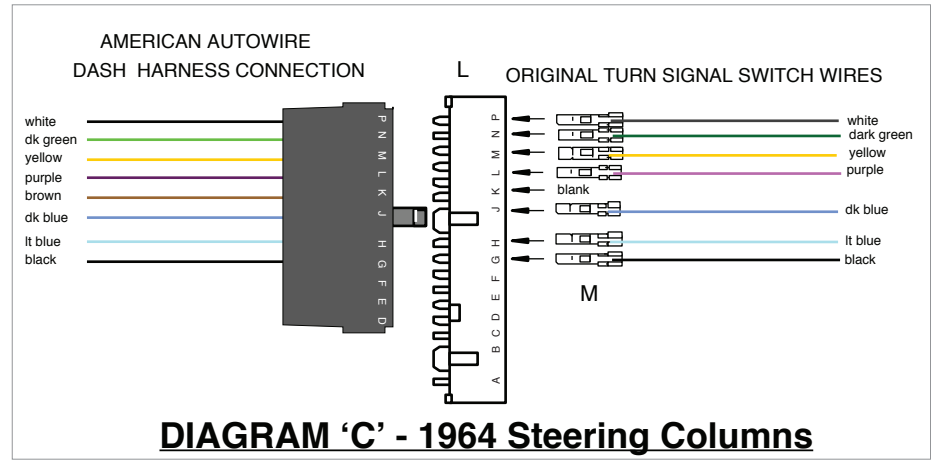 AMERICAN AUTOWIRE
DASH HARNESS CONNECTION
L
ORIGINAL TURN SIGNAL SWITCH WIRES
white
dk green
yellow
purple
brown
dk blue
lt blue
black
P
N
M
L
K
J
H
G
F
E
D
P
N
M
L
K
J
H
G
F
E
D
C
B
A
blank
white
dark green
yellow
purple
dk blue
lt blue
black
M
DIAGRAM ‘C’ - 1964 Steering Columns